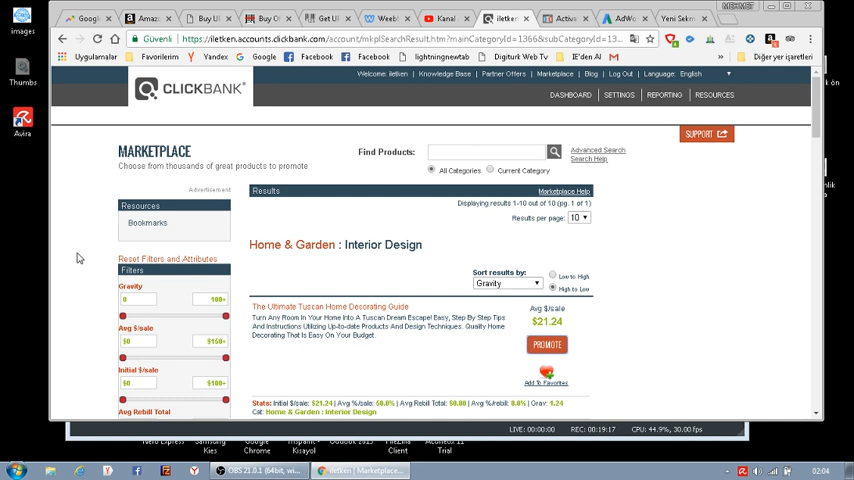 MEHMET
images
Thumbs
Avira
Google
Amazo
Buy UI
Buy O
Get UI
Weebl
Kanal
iletken
Activa
AdWo
Yeni Sekm
Güvenli
https://iletken.accounts.clickbank.com/account/mkplSearchResult.htm?mainCategoryId=1366&subCategoryId=13...
Uygulamalar
Favorilerim
Yandex
Google
Facebook
Facebook
lightningnewtab
Digiturk Web Tv
IE'den Al
Diğer yer işaretleri
Welcome: iletken | Knowledge Base | Partner Offers | Marketplace | Blog | Log Out | Language: English
CLICKBANK
DASHBOARD | SETTINGS | REPORTING | RESOURCES
SUPPORT
MARKETPLACE
Choose from thousands of great products to promote
Find Products:
Advanced Search
Search Help
All Categories
Current Category
Advertisement
Resources
Bookmarks
Reset Filters and Attributes
Filters
Gravity
0
100+
Avg $/sale
$0
$150+
Initial $/sale
$0
$100+
Avg Rebill Total
Results
Marketplace Help
Displaying results 1-10 out of 10 (pg. 1 of 1)
Results per page: 10
Home & Garden : Interior Design
Sort results by:
Gravity
Low to High
High to Low
The Ultimate Tuscan Home Decorating Guide
Turn Any Room In Your Home Into A Tuscan Dream Escape! Easy, Step By Step Tips
And Instructions Utilizing Up-to-date Products And Design Techniques. Quality Home
Decorating That Is Easy On Your Budget.
Avg $/sale
$21.24
PROMOTE
Add To Favorites
Stats: Initial $/sale: $21.24 | Avg %/sale: 50.0% | Avg Rebill Total: $0.00 | Avg %/rebill: 0.0% | Grav: 1.24
Cat: Home & Garden : Interior Design
LIVE: 00:00:00
REC: 00:19:17
CPU: 44.9%, 30.00 fps
Nero Express
Samsung
Kies
Google
Chrome
Hispanic -
Kısayol
Outlook 2013
FileZilla
Client
Acunetix 11
Trial
OBS 21.0.1 (64bit, wi...
iletken | Marketplace...
02:04